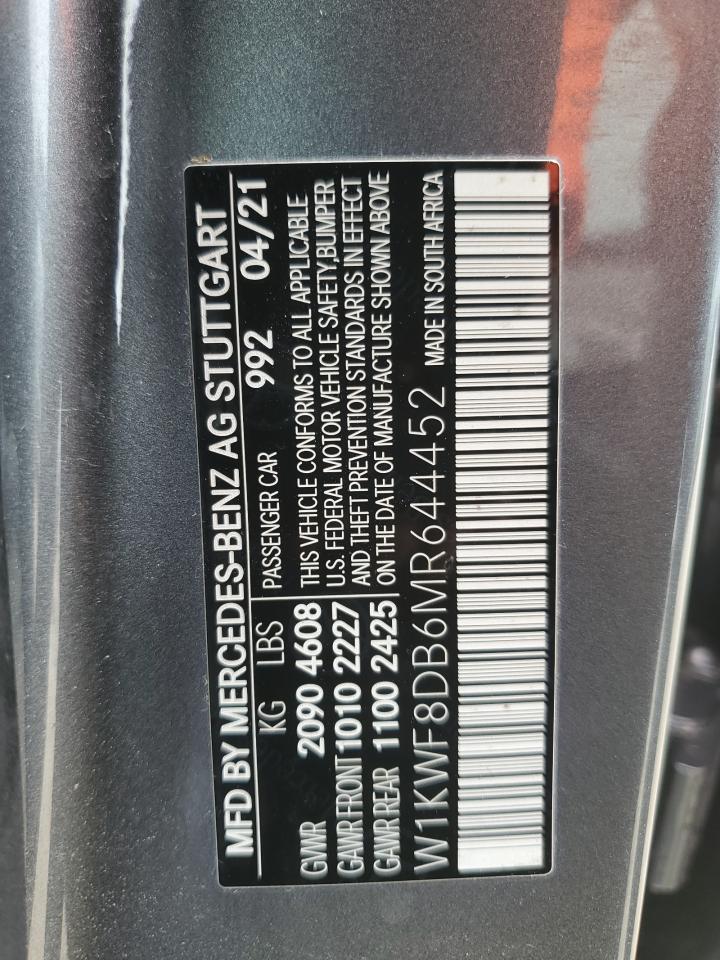 MFD BY MERCEDES-BENZ AG STUTTGART
KG LBS PASSENGER CAR 992 04/21
GVWR 2090 4608 THIS VEHICLE CONFORMS TO ALL APPLICABLE
GAWR FRONT 1010 2227 U.S. FEDERAL MOTOR VEHICLE SAFETY,BUMPER
GAWR REAR 1100 2425 AND THEFT PREVENTION STANDARDS IN EFFECT
ON THE DATE OF MANUFACTURE SHOWN ABOVE
W1KWF8DB6MR644452 MADE IN SOUTH AFRICA